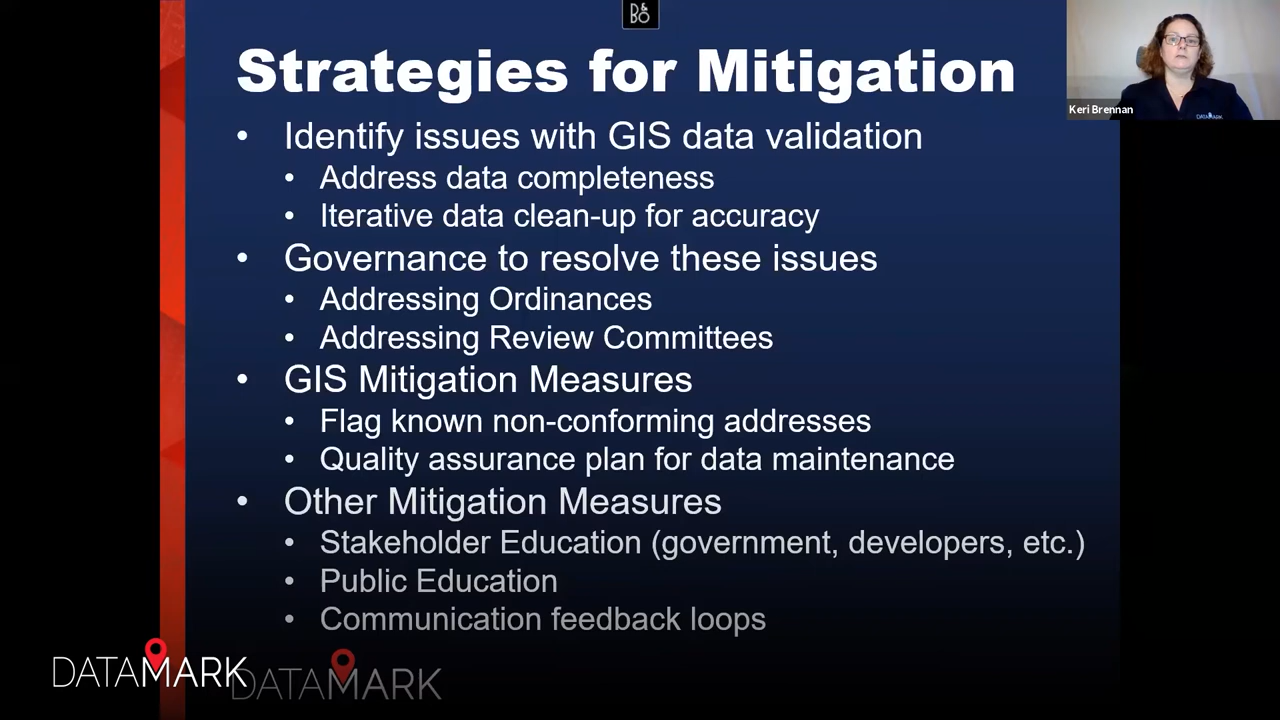 B&O
Strategies for Mitigation
Keri Brennan
DATAMARK
• Identify issues with GIS data validation
• Address data completeness
• Iterative data clean-up for accuracy
• Governance to resolve these issues
• Addressing Ordinances
• Addressing Review Committees
• GIS Mitigation Measures
• Flag known non-conforming addresses
• Quality assurance plan for data maintenance
• Other Mitigation Measures
• Stakeholder Education (government, developers, etc.)
• Public Education
• Communication feedback loops
DATAMARK
DATAMARK